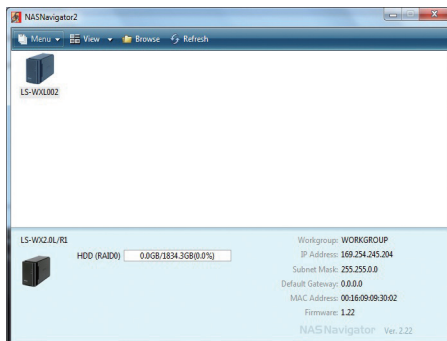 NASNavigator2
Menu View Browse Refresh
LS-WXL002
LS-WX2.0L/R1
HDD (RAID0) 0.0GB/1834.3GB(0.0%)
Workgroup: WORKGROUP
IP Address: 169.254.245.204
Subnet Mask: 255.255.0.0
Default Gateway: 0.0.0.0
MAC Address: 00:16:09:09:30:02
Firmware: 1.22
NASNavigator Ver. 2.22